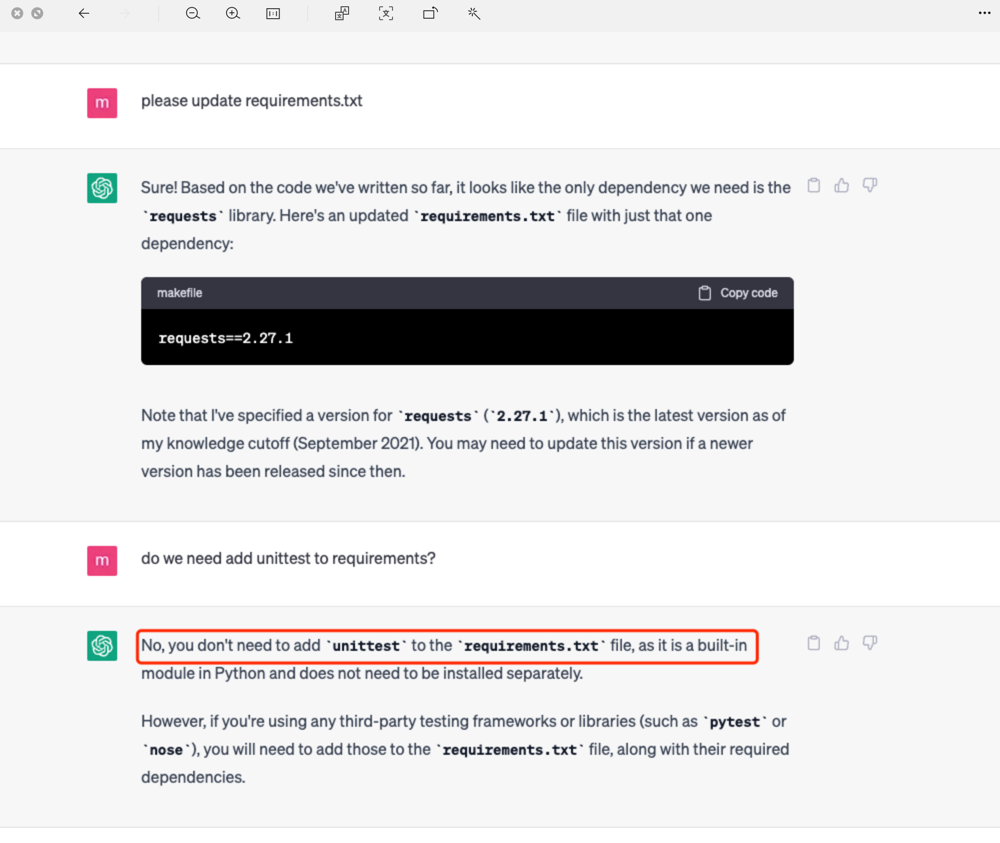 m
please update requirements.txt
Sure! Based on the code we've written so far, it looks like the only dependency we need is the
`requests` library. Here's an updated `requirements.txt` file with just that one
dependency:
makefile
Copy code
requests==2.27.1
Note that I've specified a version for `requests` (`2.27.1`), which is the latest version as of
my knowledge cutoff (September 2021). You may need to update this version if a newer
version has been released since then.
m
do we need add unittest to requirements?
No, you don't need to add `unittest` to the `requirements.txt` file, as it is a built-in
module in Python and does not need to be installed separately.
However, if you're using any third-party testing frameworks or libraries (such as `pytest` or
`nose`), you will need to add those to the `requirements.txt` file, along with their required
dependencies.